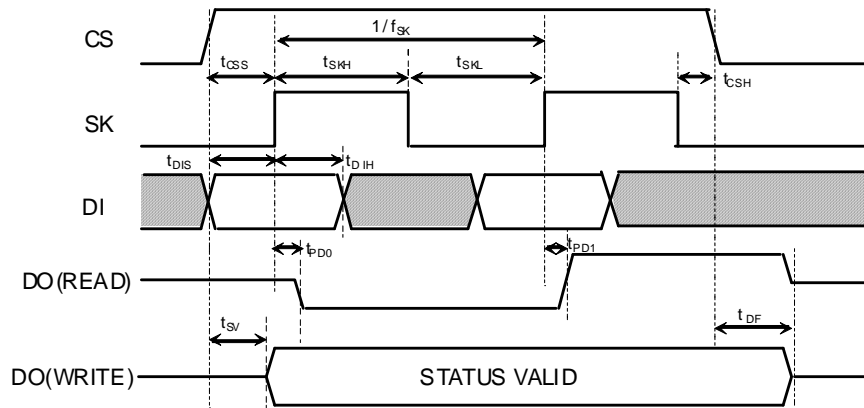 CS
1/fSK
tCSS
tSKH
tSKL
tCSH
SK
tDIS
tDIH
DI
tPD0
tPD1
DO(READ)
tSV
tDF
DO(WRITE)
STATUS VALID